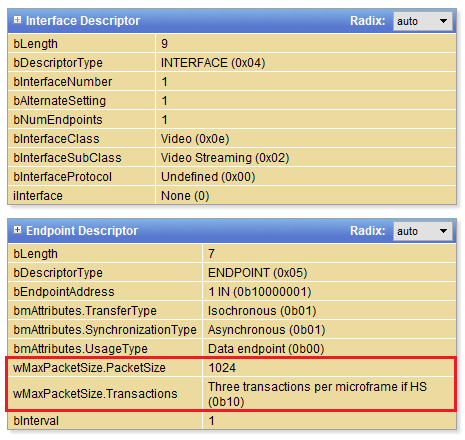 Interface Descriptor Radix: auto
bLength 9
bDescriptorType INTERFACE (0x04)
bInterfaceNumber 1
bAlternateSetting 1
bNumEndpoints 1
bInterfaceClass Video (0x0e)
bInterfaceSubClass Video Streaming (0x02)
bInterfaceProtocol Undefined (0x00)
iInterface None (0)
Endpoint Descriptor Radix: auto
bLength 7
bDescriptorType ENDPOINT (0x05)
bEndpointAddress 1 IN (0b10000001)
bmAttributes.TransferType Isochronous (0b01)
bmAttributes.SynchronizationType Asynchronous (0b01)
bmAttributes.UsageType Data endpoint (0b00)
wMaxPacketSize.PacketSize 1024
wMaxPacketSize.Transactions Three transactions per microframe if HS
(0b10)
bInterval 1